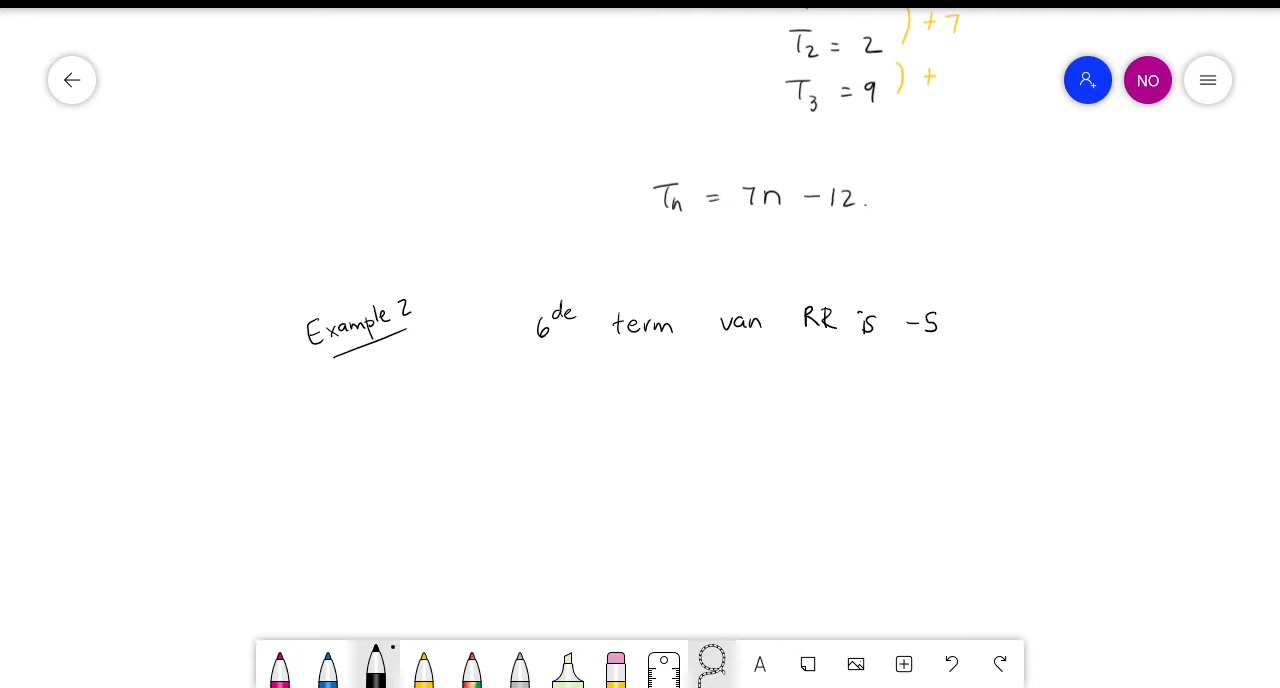 ) + 7
T2 = 2
T3 = 9 ) +
NO
Tn = 7n - 12.
Example 2 6de term van RR is -5
A